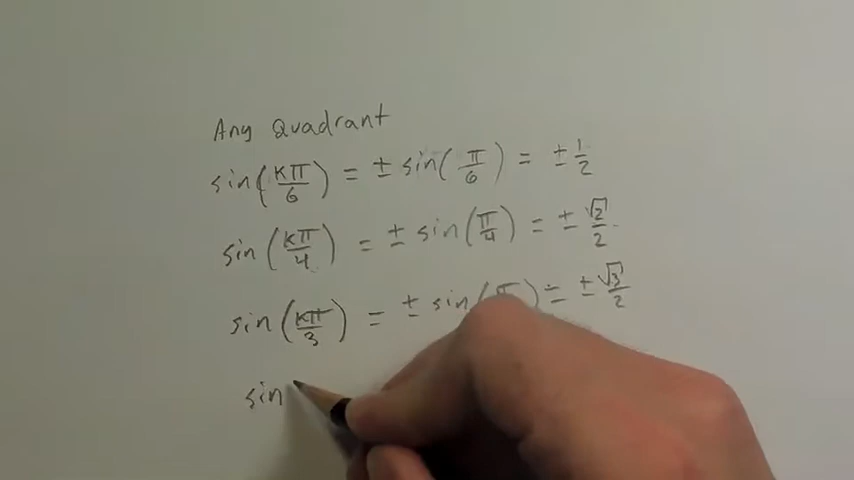 Any Quadrant
sin(kπ/6) = ± sin(π/6) = ± 1/2
sin(kπ/4) = ± sin(π/4) = ± √2/2
sin(kπ/3) = ± sin(π = ± √3/2
sin